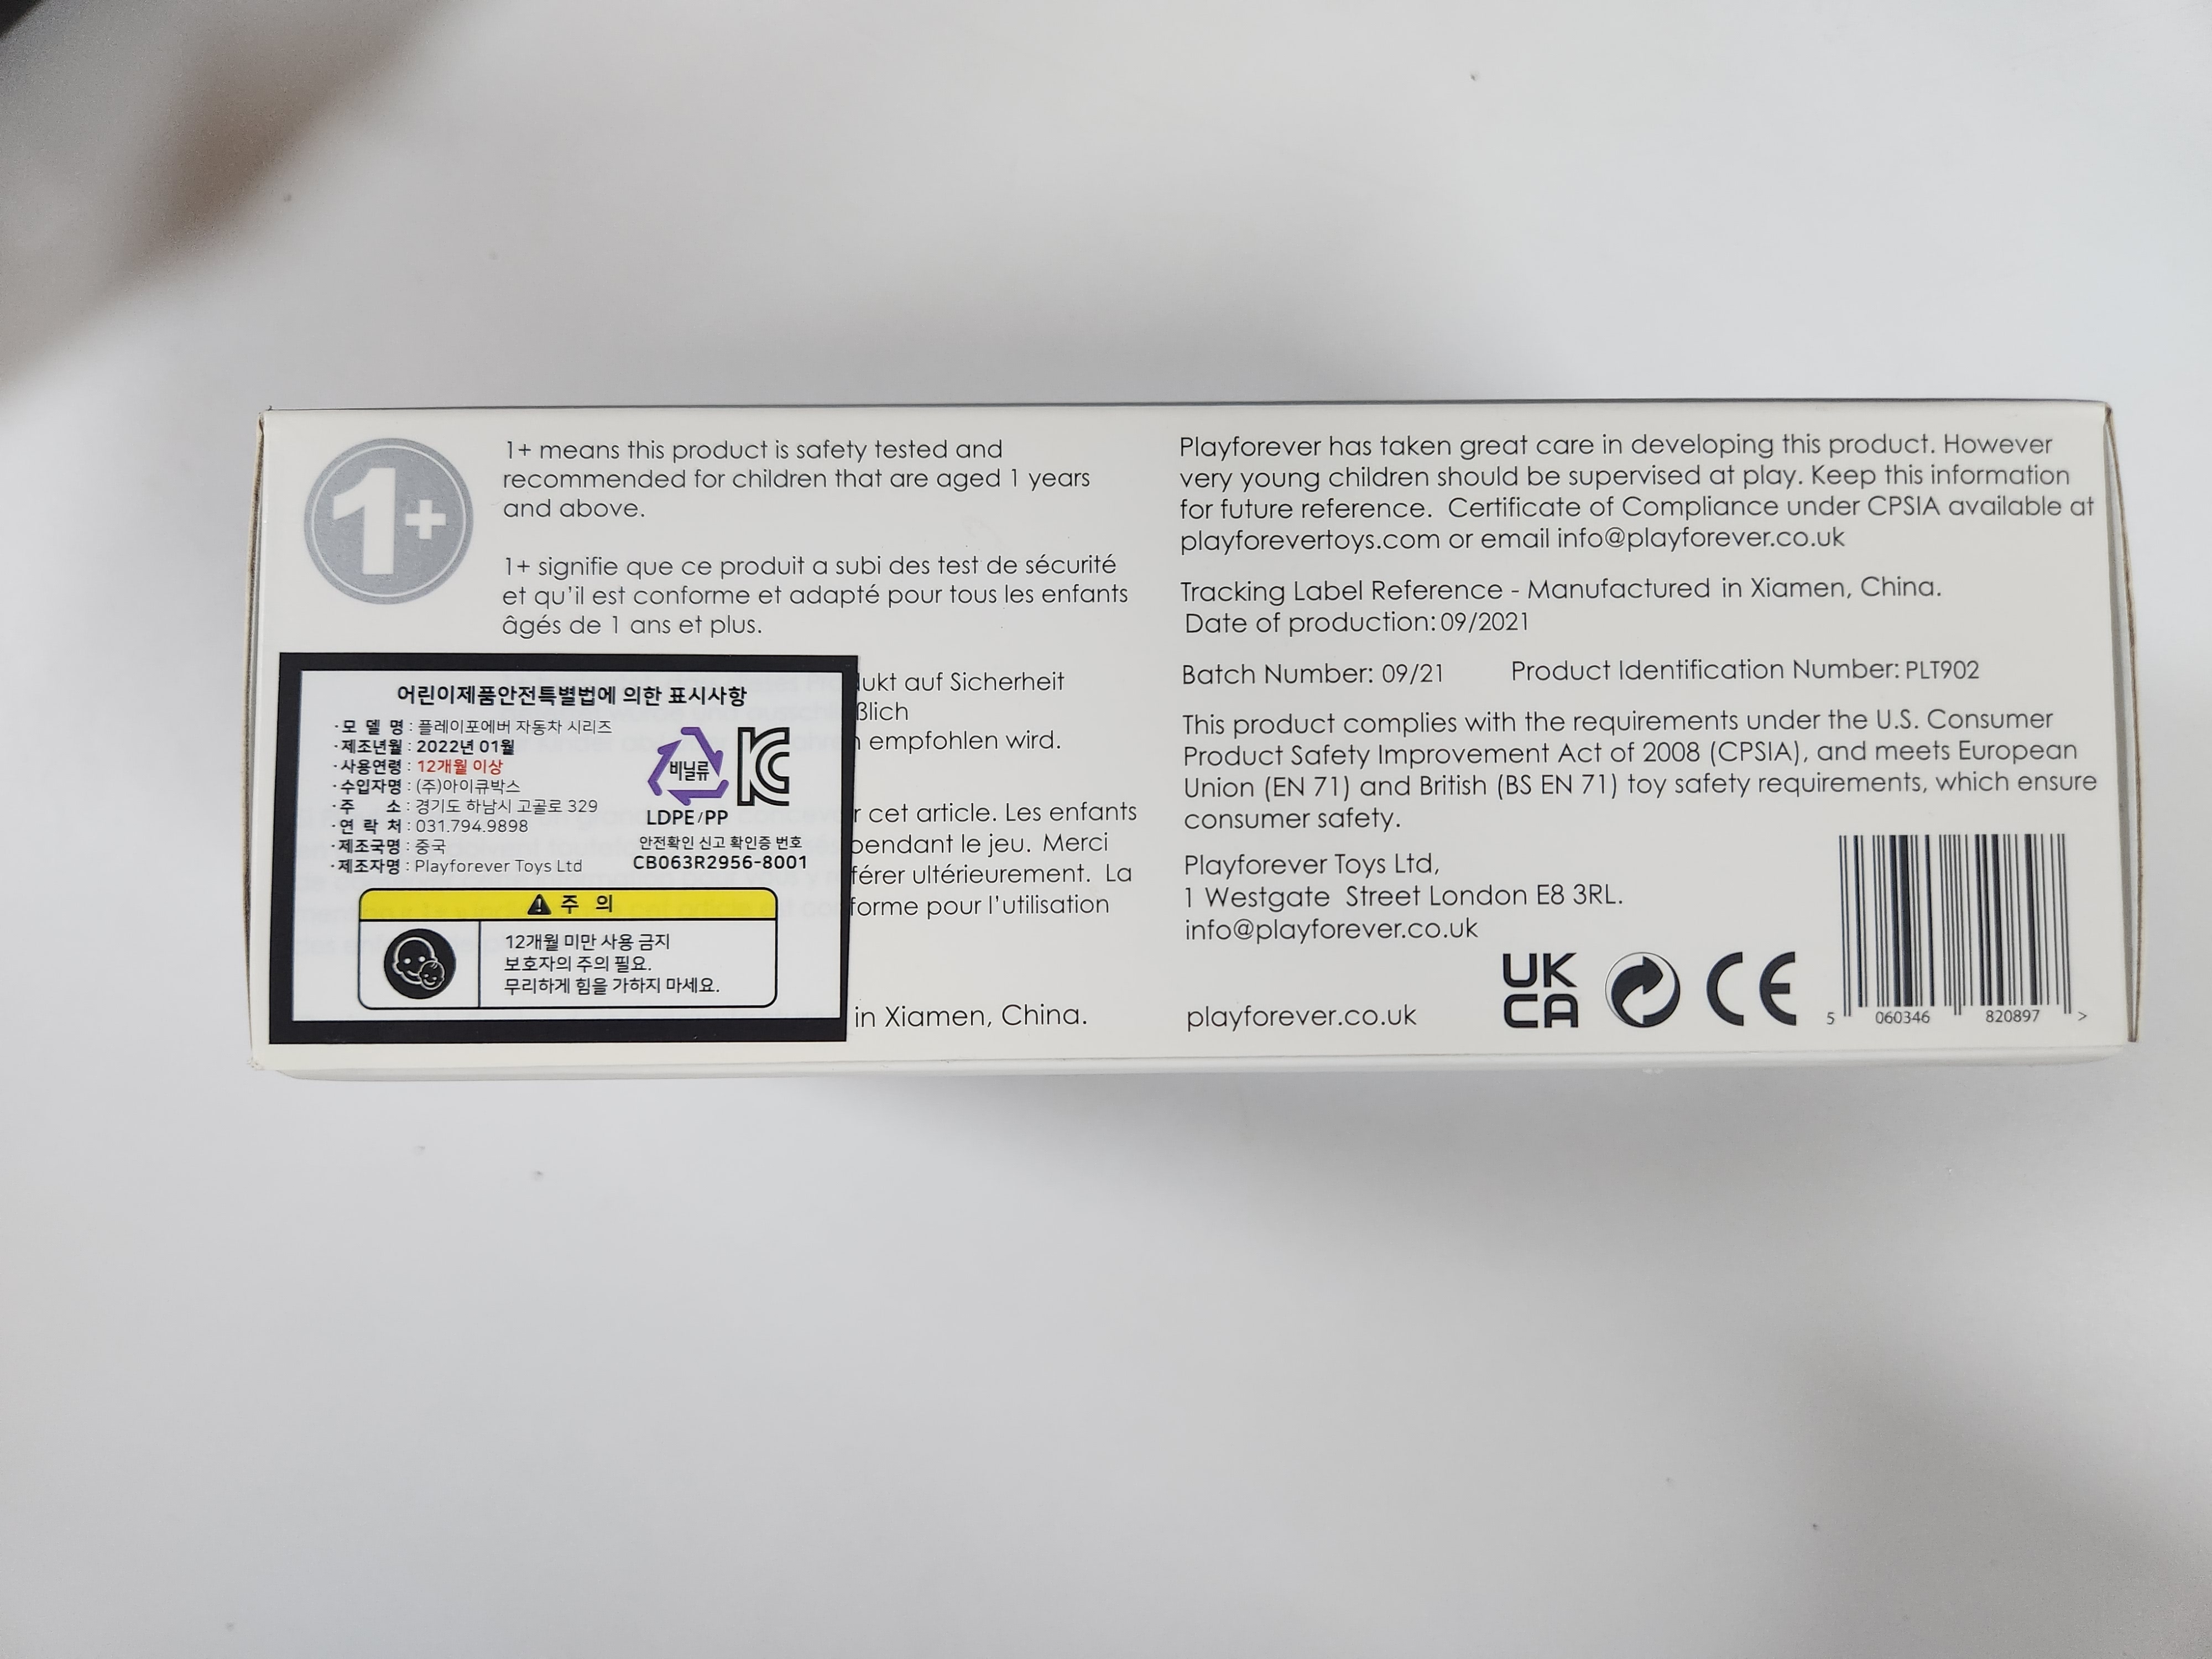 1+
1+ means this product is safety tested and
recommended for children that are aged 1 years
and above.
1+ signifie que ce produit a subi des test de sécurité
et qu'il est conforme et adapté pour tous les enfants
âgés de 1 ans et plus.
auf Sicherheit
empfohlen wird.
cet article. Les enfants
pendant le jeu. Merci
ultérieurement. La
pour l'utilisation
in Xiamen, China.
어린이제품안전특별법에 의한 표시사항
·모 델 명 : 플레이포에버 자동차 시리즈
·제조년월 : 2022년 01월
·사용연령 : 12개월 이상
·수입자명 : (주)아이큐박스
·주 소 : 경기도 하남시 고골로 329
·연 락 처 : 031.794.9898
·제조국명 : 중국
·제조자명 : Playforever Toys Ltd
비닐류
LDPE/PP
안전확인 신고 확인증 번호
CB063R2956-8001
주 의
12개월 미만 사용 금지
보호자의 주의 필요.
무리하게 힘을 가하지 마세요.
Playforever has taken great care in developing this product. However
very young children should be supervised at play. Keep this information
for future reference. Certificate of Compliance under CPSIA available at
playforevertoys.com or email info@playforever.co.uk
Tracking Label Reference - Manufactured in Xiamen, China.
Date of production: 09/2021
Batch Number: 09/21 Product Identification Number: PLT902
This product complies with the requirements under the U.S. Consumer
Product Safety Improvement Act of 2008 (CPSIA), and meets European
Union (EN 71) and British (BS EN 71) toy safety requirements, which ensure
consumer safety.
Playforever Toys Ltd,
1 Westgate Street London E8 3RL.
info@playforever.co.uk
playforever.co.uk
UK
CA
CE
5 060346 820897 >